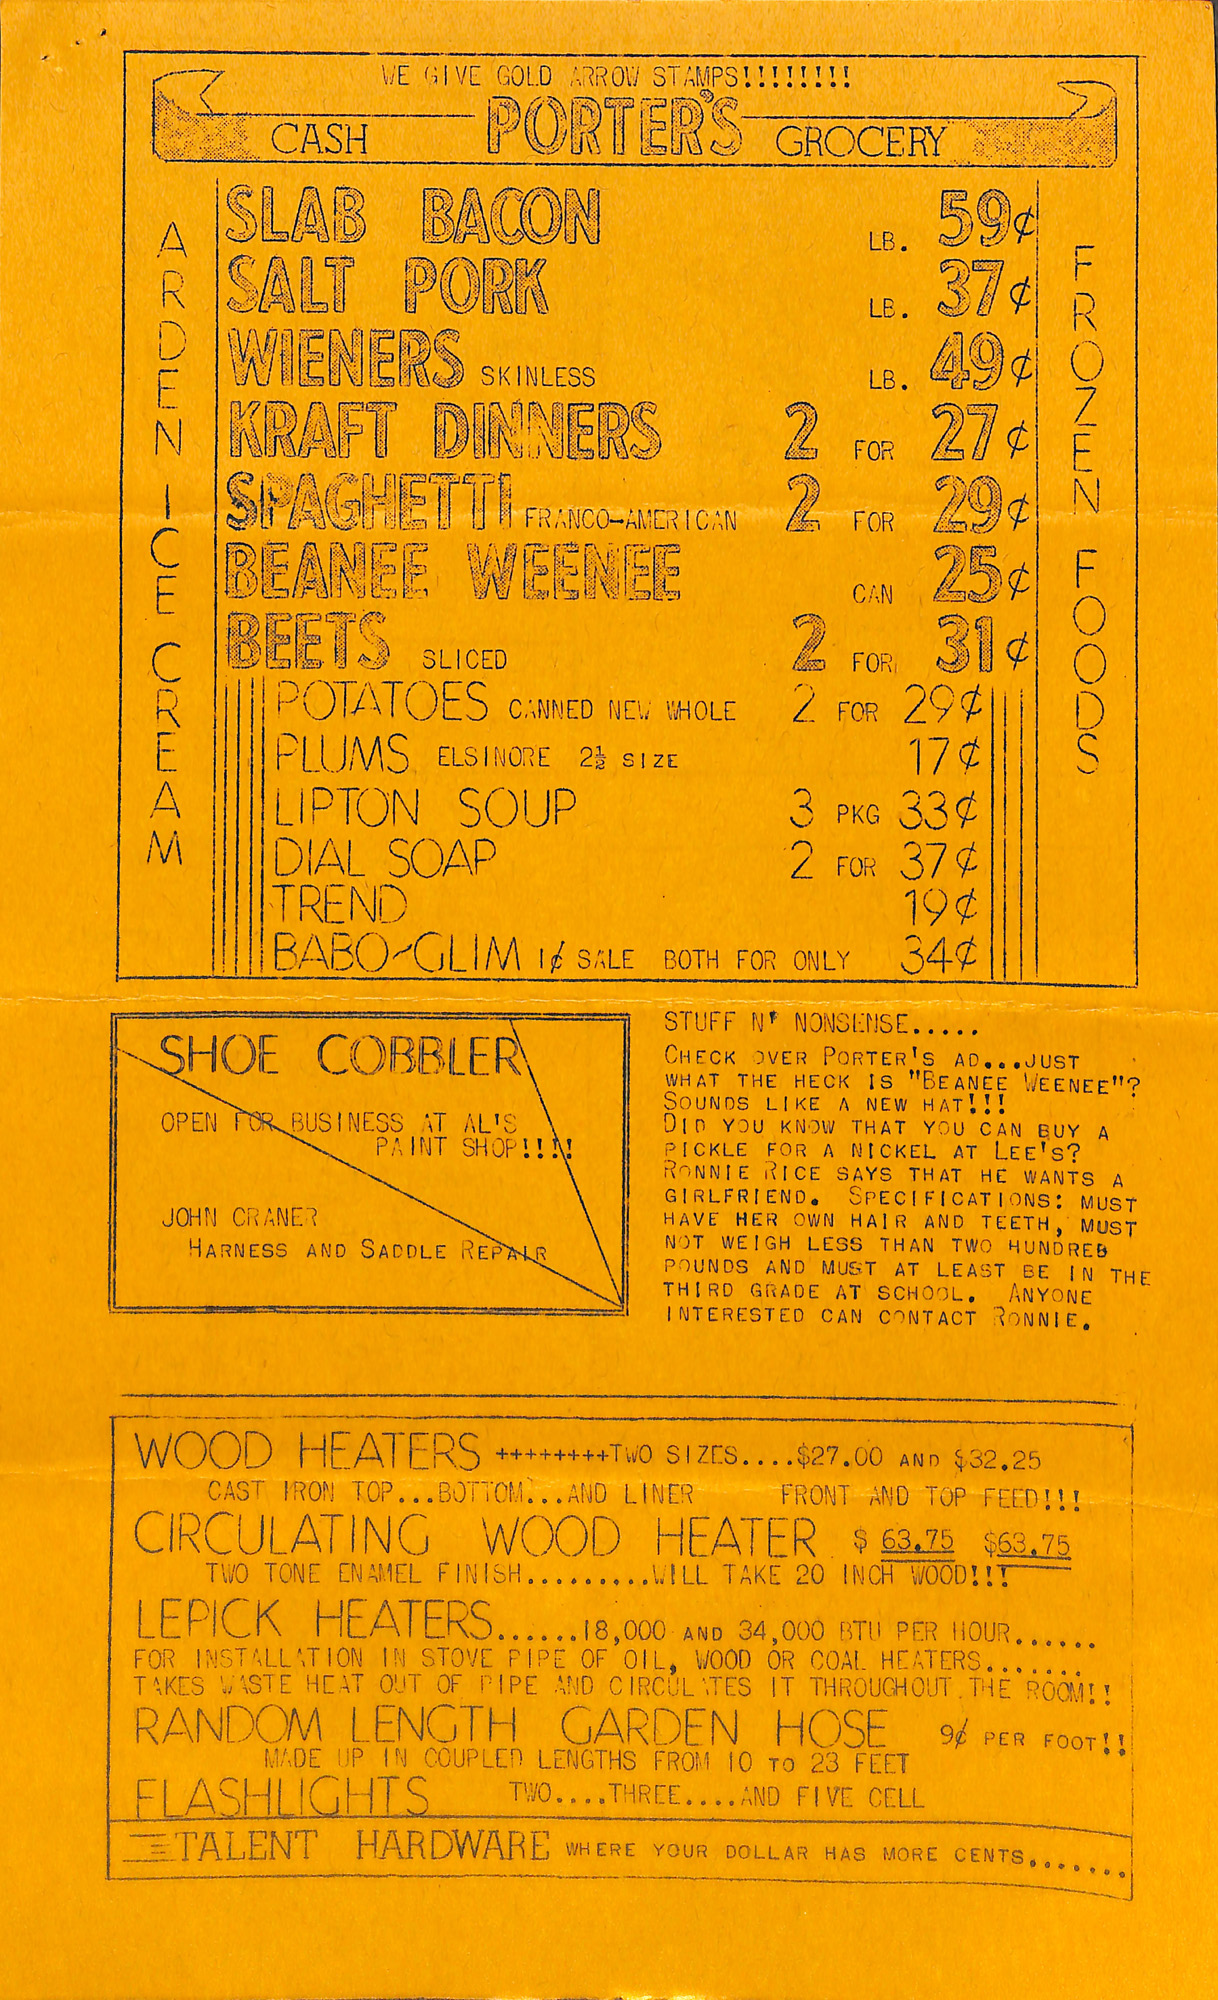 WE GIVE GOLD ARROW STAMPS!!!!!!!!
CASH PORTER'S GROCERY
ARDEN ICE CREAM
SLAB BACON LB. 59¢
SALT PORK LB. 37¢
WIENERS SKINLESS LB. 49¢
KRAFT DINNERS 2 FOR 27¢
SPAGHETTI FRANCO-AMERICAN 2 FOR 29¢
BEANEE WEENEE CAN 25¢
BEETS SLICED 2 FOR 31¢
POTATOES CANNED NEW WHOLE 2 FOR 29¢
PLUMS ELSINORE 2½ SIZE 17¢
LIPTON SOUP 3 PKG 33¢
DIAL SOAP 2 FOR 37¢
TREND 19¢
BABO-GLIM 1¢ SALE BOTH FOR ONLY 34¢
FROZEN FOODS
SHOE COBBLER
OPEN FOR BUSINESS AT AL'S
PAINT SHOP!!!!
JOHN CRANER
HARNESS AND SADDLE REPAIR
STUFF N' NONSENSE.....
CHECK OVER PORTER'S AD...JUST
WHAT THE HECK IS "BEANEE WEENEE"?
SOUNDS LIKE A NEW HAT!!!
DID YOU KNOW THAT YOU CAN BUY A
PICKLE FOR A NICKEL AT LEE'S?
RONNIE RICE SAYS THAT HE WANTS A
GIRLFRIEND. SPECIFICATIONS: MUST
HAVE HER OWN HAIR AND TEETH, MUST
NOT WEIGH LESS THAN TWO HUNDRED
POUNDS AND MUST AT LEAST BE IN THE
THIRD GRADE AT SCHOOL. ANYONE
INTERESTED CAN CONTACT RONNIE.
WOOD HEATERS ++++++++TWO SIZES....$27.00 AND $32.25
CAST IRON TOP...BOTTOM...AND LINER FRONT AND TOP FEED!!!
CIRCULATING WOOD HEATER $ 63.75 $63.75
TWO TONE ENAMEL FINISH..........WILL TAKE 20 INCH WOOD!!!
LEPICK HEATERS......18,000 AND 34,000 BTU PER HOUR......
FOR INSTALLATION IN STOVE PIPE OF OIL, WOOD OR COAL HEATERS.......
TAKES WASTE HEAT OUT OF PIPE AND CIRCULATES IT THROUGHOUT THE ROOM!!
RANDOM LENGTH GARDEN HOSE 9¢ PER FOOT!!
MADE UP IN COUPLED LENGTHS FROM 10 TO 23 FEET
FLASHLIGHTS TWO....THREE....AND FIVE CELL
TALENT HARDWARE WHERE YOUR DOLLAR HAS MORE CENTS.......